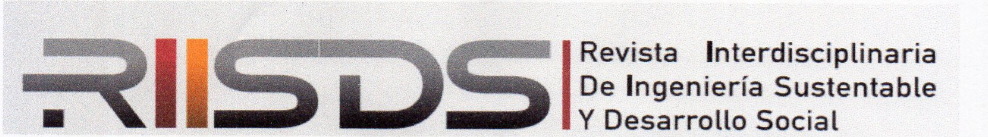 RIISDS
Revista Interdisciplinaria
De Ingeniería Sustentable
Y Desarrollo Social